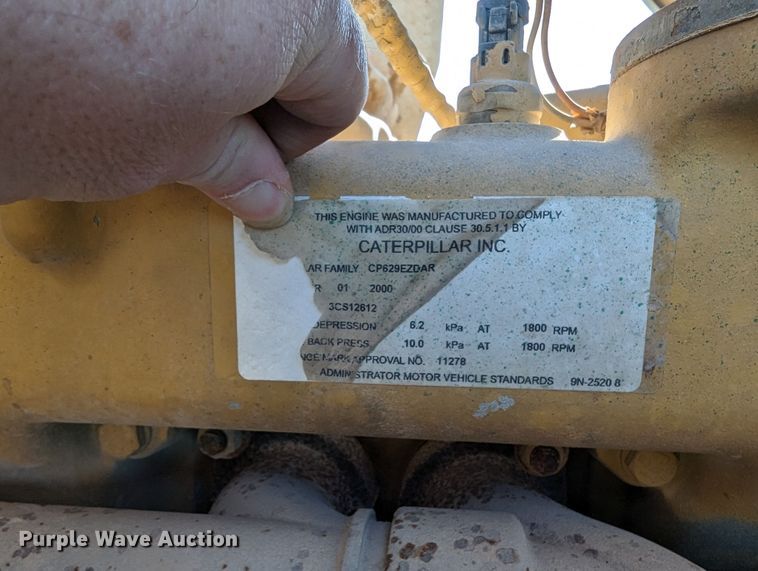 THIS ENGINE WAS MANUFACTURED TO COMPLY
WITH ADR30/00 CLAUSE 30.5.1.1 BY
CATERPILLAR INC.
AR FAMILY CP629EZDAR
R 01 2000
3CS12612
DEPRESSION 6.2 kPa AT 1800 RPM
BACK PRESS 10.0 kPa AT 1800 RPM
NCE MARK APPROVAL NO. 11278
ADMINISTRATOR MOTOR VEHICLE STANDARDS 9N-2520 8
Purple Wave Auction